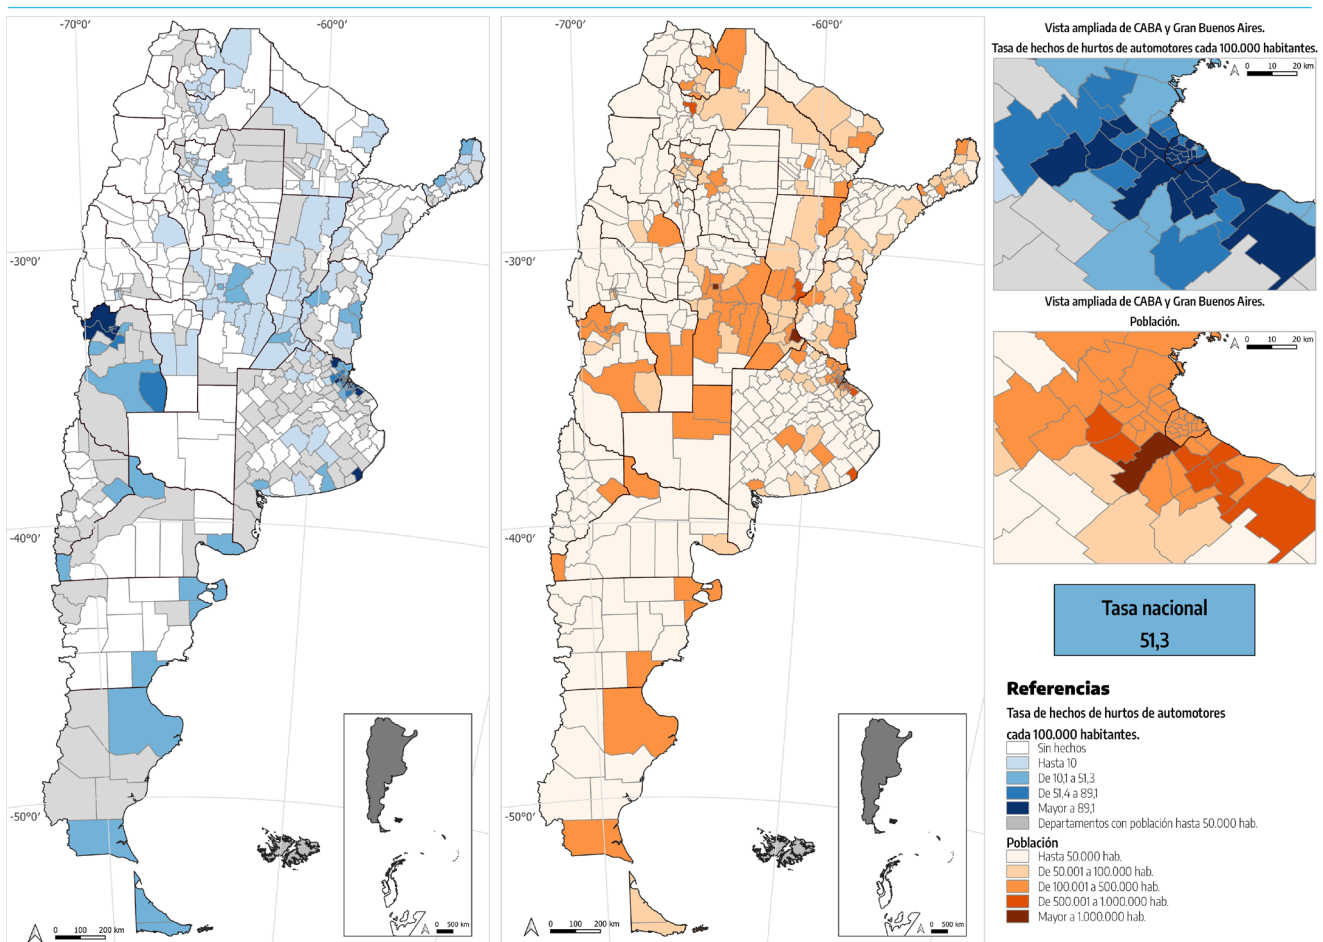 -70°0'
-60°0'
-30°0'
-40°0'
-50°0'
0 100 200 km
0 500 km
-70°0'
-60°0'
-30°0'
-40°0'
-50°0'
0 100 200 km
0 500 km
Vista ampliada de CABA y Gran Buenos Aires.
Tasa de hechos de hurtos de automotores cada 100.000 habitantes.
0 10 20 km
Vista ampliada de CABA y Gran Buenos Aires.
Población.
0 10 20 km
Tasa nacional
51,3
Referencias
Tasa de hechos de hurtos de automotores
cada 100.000 habitantes.
Sin hechos
Hasta 10
De 10,1 a 51,3
De 51,4 a 89,1
Mayor a 89,1
Departamentos con población hasta 50.000 hab.
Población
Hasta 50.000 hab.
De 50.001 a 100.000 hab.
De 100.001 a 500.000 hab.
De 500.001 a 1.000.000 hab.
Mayor a 1.000.000 hab.